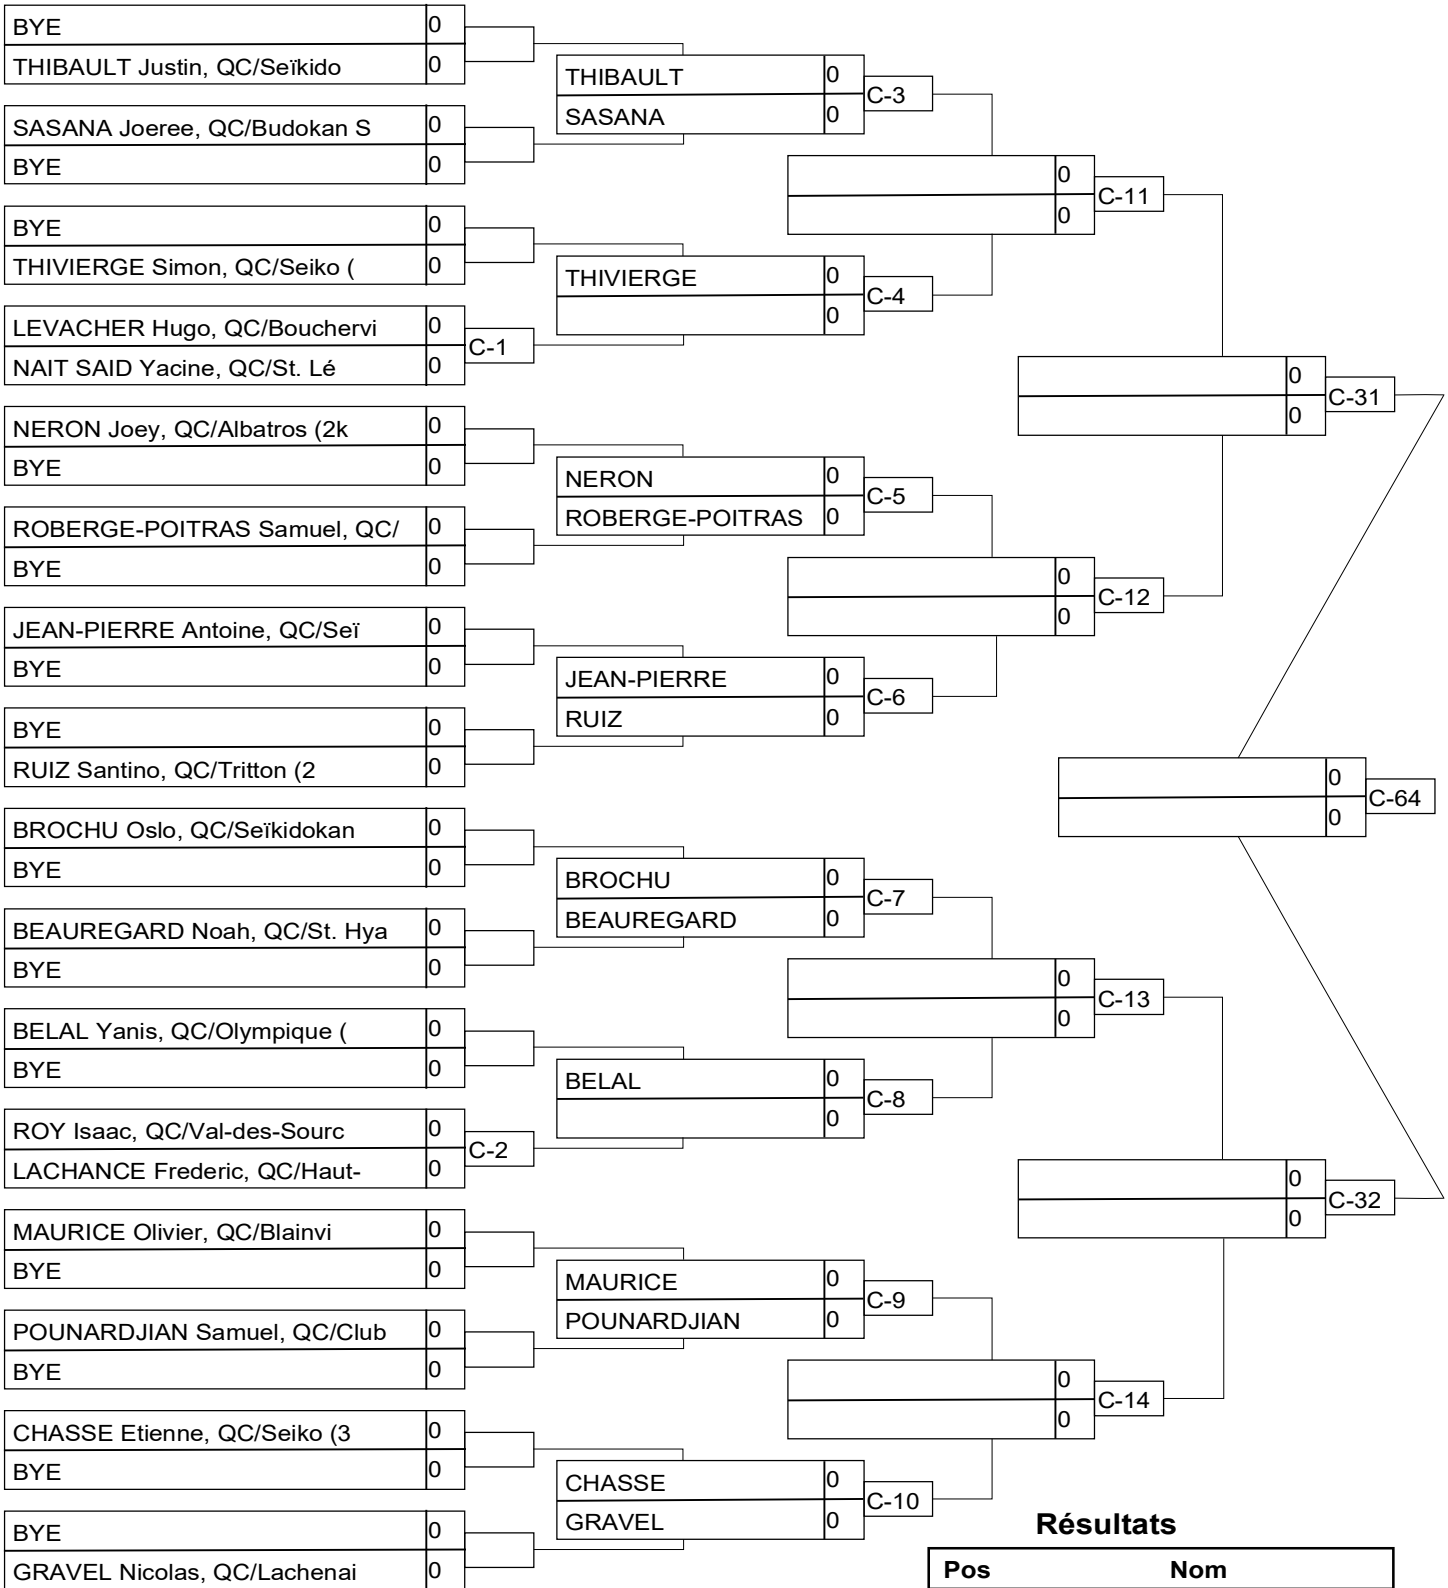 BYE 0
THIBAULT Justin, QC/Seïkido 0
SASANA Joeree, QC/Budokan S 0
BYE 0
BYE 0
THIVIERGE Simon, QC/Seiko ( 0
LEVACHER Hugo, QC/Bouchervi 0
NAIT SAID Yacine, QC/St. Lé 0
C-1
NERON Joey, QC/Albatros (2k 0
BYE 0
ROBERGE-POITRAS Samuel, QC/ 0
BYE 0
JEAN-PIERRE Antoine, QC/Seï 0
BYE 0
BYE 0
RUIZ Santino, QC/Tritton (2 0
BROCHU Oslo, QC/Seïkidokan 0
BYE 0
BEAUREGARD Noah, QC/St. Hya 0
BYE 0
BELAL Yanis, QC/Olympique ( 0
BYE 0
ROY Isaac, QC/Val-des-Sourc 0
LACHANCE Frederic, QC/Haut- 0
C-2
MAURICE Olivier, QC/Blainvi 0
BYE 0
POUNARDJIAN Samuel, QC/Club 0
BYE 0
CHASSE Etienne, QC/Seiko (3 0
BYE 0
BYE 0
GRAVEL Nicolas, QC/Lachenai 0
THIBAULT 0
SASANA 0
C-3
THIVIERGE 0
0
C-4
NERON 0
ROBERGE-POITRAS 0
C-5
JEAN-PIERRE 0
RUIZ 0
C-6
BROCHU 0
BEAUREGARD 0
C-7
BELAL 0
0
C-8
MAURICE 0
POUNARDJIAN 0
C-9
CHASSE 0
GRAVEL 0
C-10
0
0
C-11
0
0
C-12
0
0
C-13
0
0
C-14
0
0
C-31
0
0
C-32
0
0
C-64
Résultats
Pos Nom